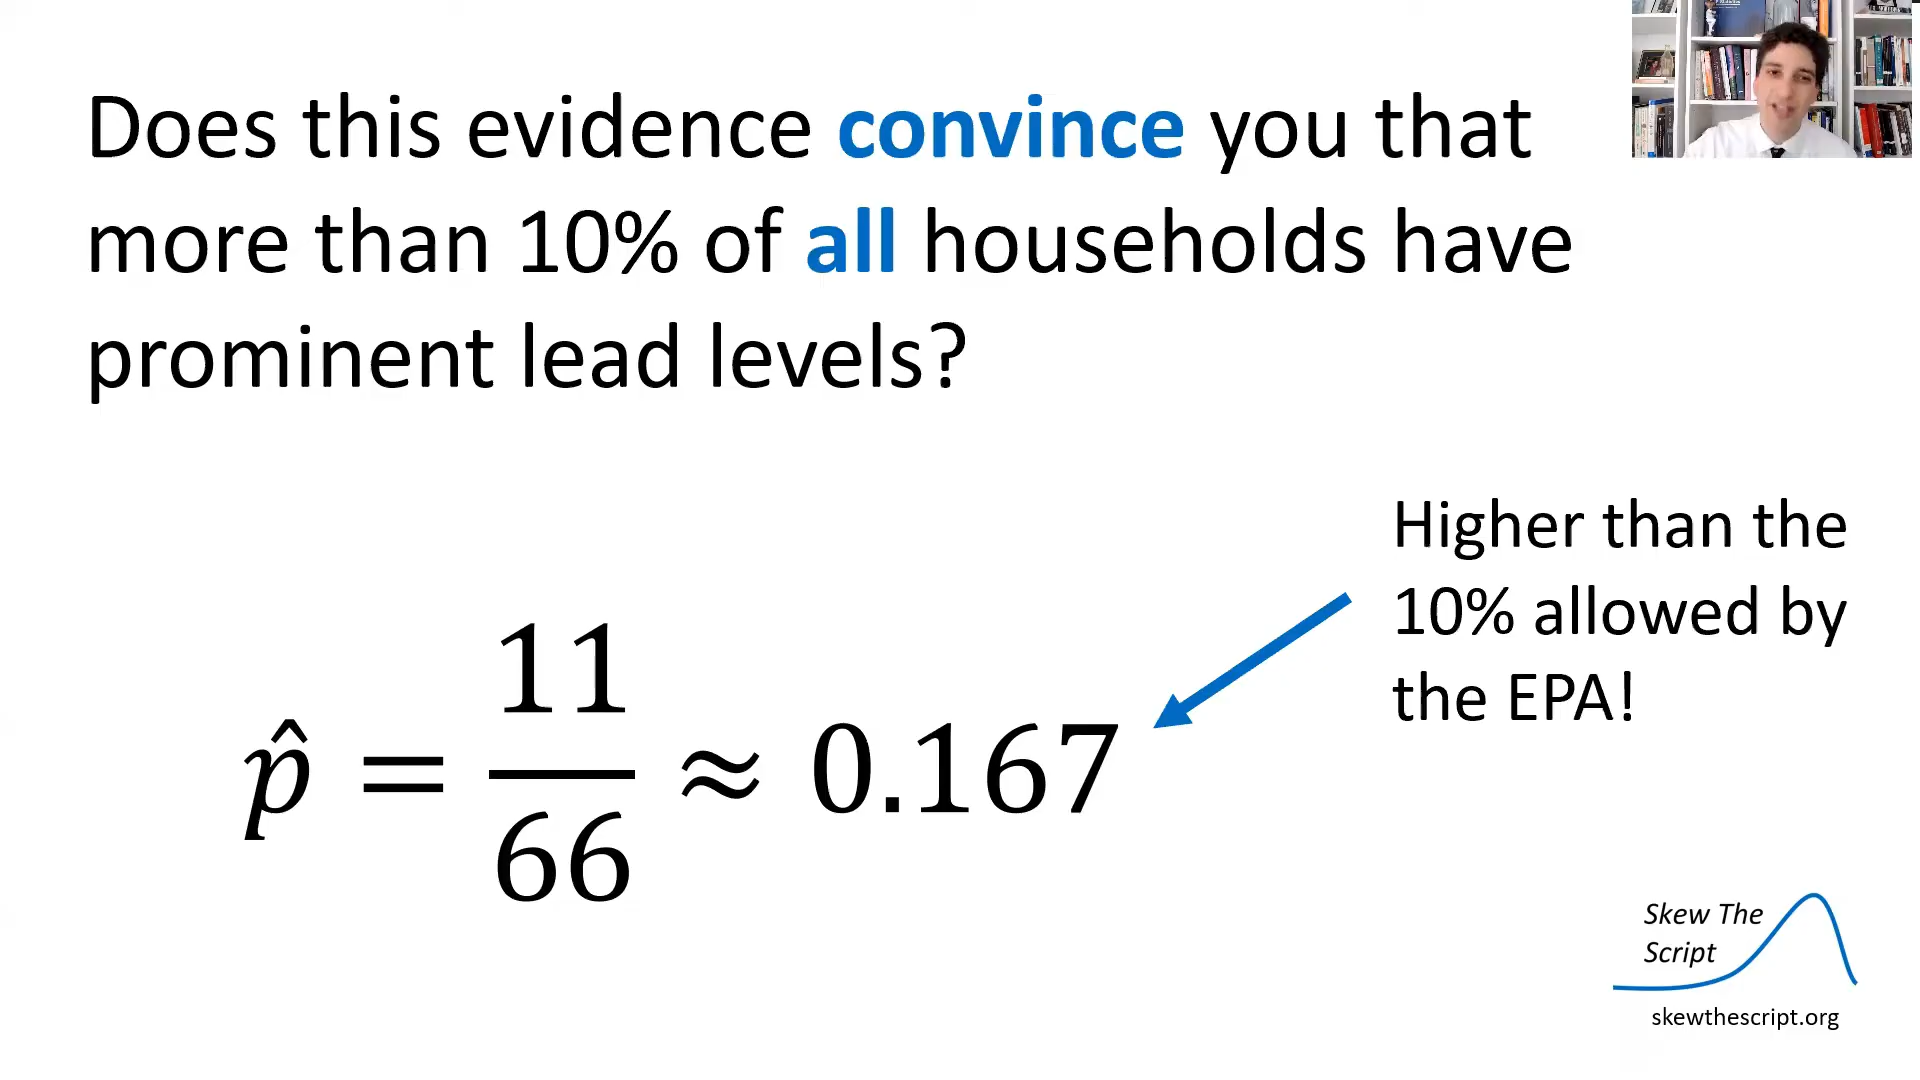 Does this evidence convince you that
more than 10% of all households have
prominent lead levels?
Higher than the
10% allowed by
the EPA!
p̂ = 11/66 ≈ 0.167
Skew The
Script
skewthescript.org